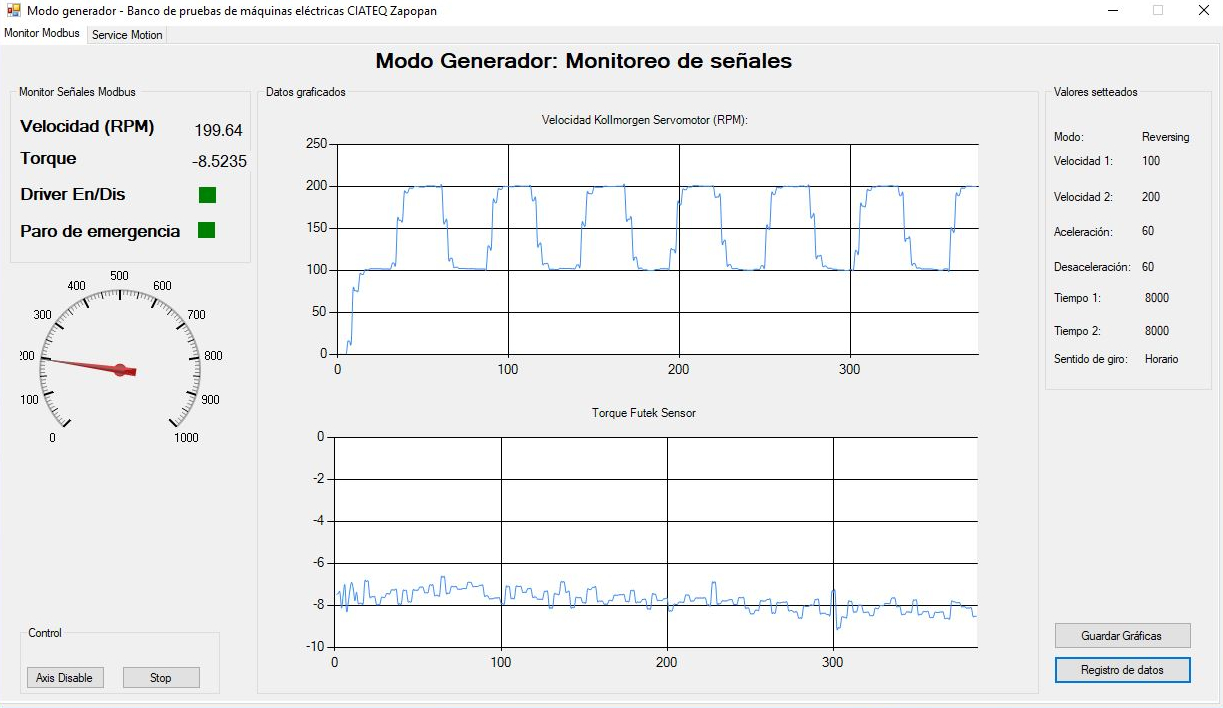 Modo generador - Banco de pruebas de máquinas eléctricas CIATEQ Zapopan
Monitor Modbus
Service Motion
Modo Generador: Monitoreo de señales
Monitor Señales Modbus
Velocidad (RPM) 199.64
Torque -8.5235
Driver En/Dis
Paro de emergencia
0
100
200
300
400
500
600
700
800
900
1000
Control
Axis Disable
Stop
Datos graficados
Velocidad Kollmorgen Servomotor (RPM):
250
200
150
100
50
0
0 100 200 300
Torque Futek Sensor
0
-2
-4
-6
-8
-10
0 100 200 300
Valores setteados
Modo: Reversing
Velocidad 1: 100
Velocidad 2: 200
Aceleración: 60
Desaceleración: 60
Tiempo 1: 8000
Tiempo 2: 8000
Sentido de giro: Horario
Guardar Gráficas
Registro de datos